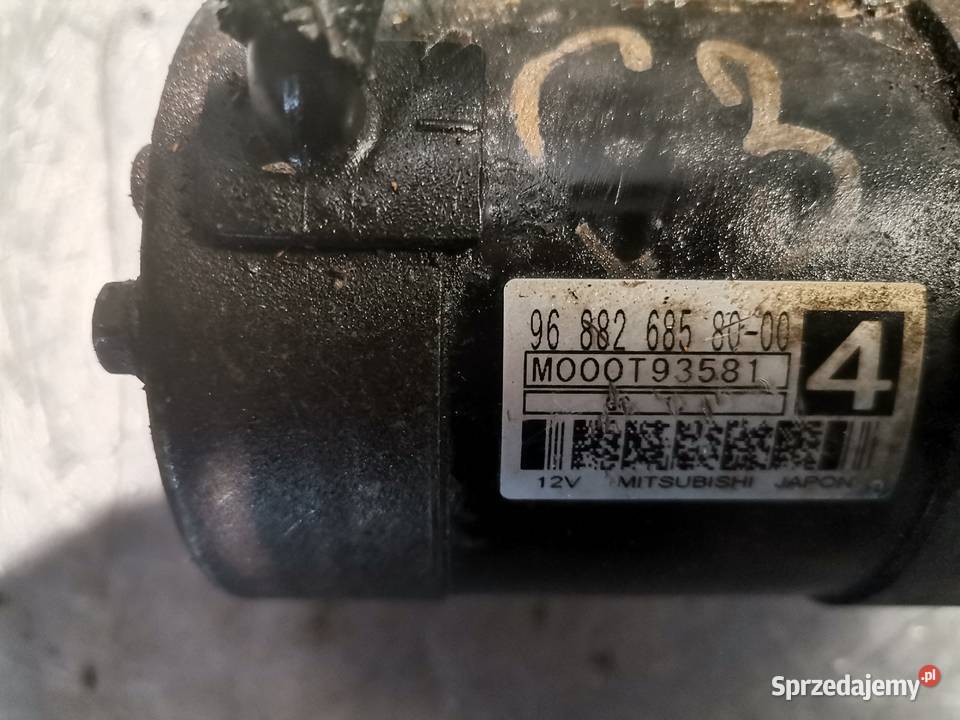 C3
96 882 685 80-00
M000T93581
4
12V MITSUBISHI JAPON
Sprzedajemy.pl